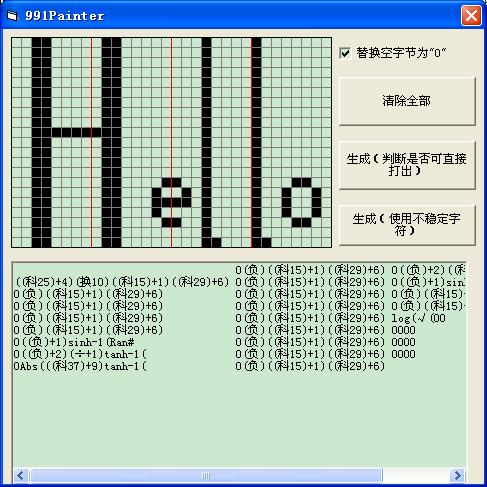 991Painter
Hello
替换空字节为"0"
清除全部
生成(判断是否可直接
打出)
生成(使用不稳定字
符)
0(负)((科15)+1)((科29)+6) 0((负)+2)((科
((科25)+4)(换10)((科15)+1)((科29)+6) 0(负)((科15)+1)((科29)+6) 0((负)+1)sin
0(负)((科15)+1)((科29)+6) 0(负)((科15)+1)((科29)+6) 0(负)((科15)
0(负)((科15)+1)((科29)+6) 0(负)((科15)+1)((科29)+6) 0(负)((科15)
0(负)((科15)+1)((科29)+6) 0(负)((科15)+1)((科29)+6) log(√(00
0(负)((科15)+1)((科29)+6) 0(负)((科15)+1)((科29)+6) 0000
0((负)+1)sinh-1(Ran# 0(负)((科15)+1)((科29)+6) 0000
0((负)+2)(÷+1)tanh-1( 0(负)((科15)+1)((科29)+6) 0000
0Abs(((科37)+9)tanh-1( 0(负)((科15)+1)((科29)+6)